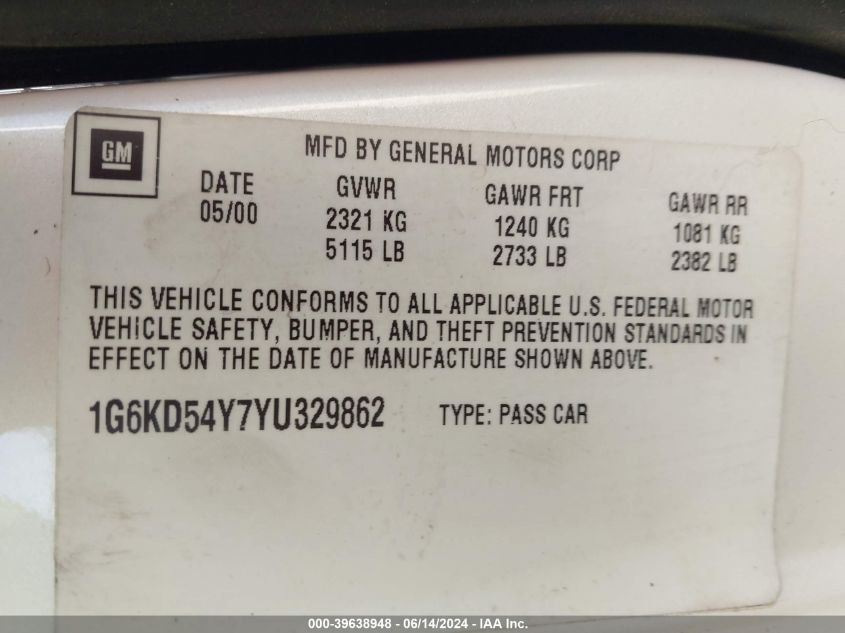 GM
MFD BY GENERAL MOTORS CORP
DATE GVWR GAWR FRT GAWR RR
05/00 2321 KG 1240 KG 1081 KG
5115 LB 2733 LB 2382 LB
THIS VEHICLE CONFORMS TO ALL APPLICABLE U.S. FEDERAL MOTOR
VEHICLE SAFETY, BUMPER, AND THEFT PREVENTION STANDARDS IN
EFFECT ON THE DATE OF MANUFACTURE SHOWN ABOVE.
1G6KD54Y7YU329862 TYPE: PASS CAR
000-39638948 - 06/14/2024 - IAA Inc.